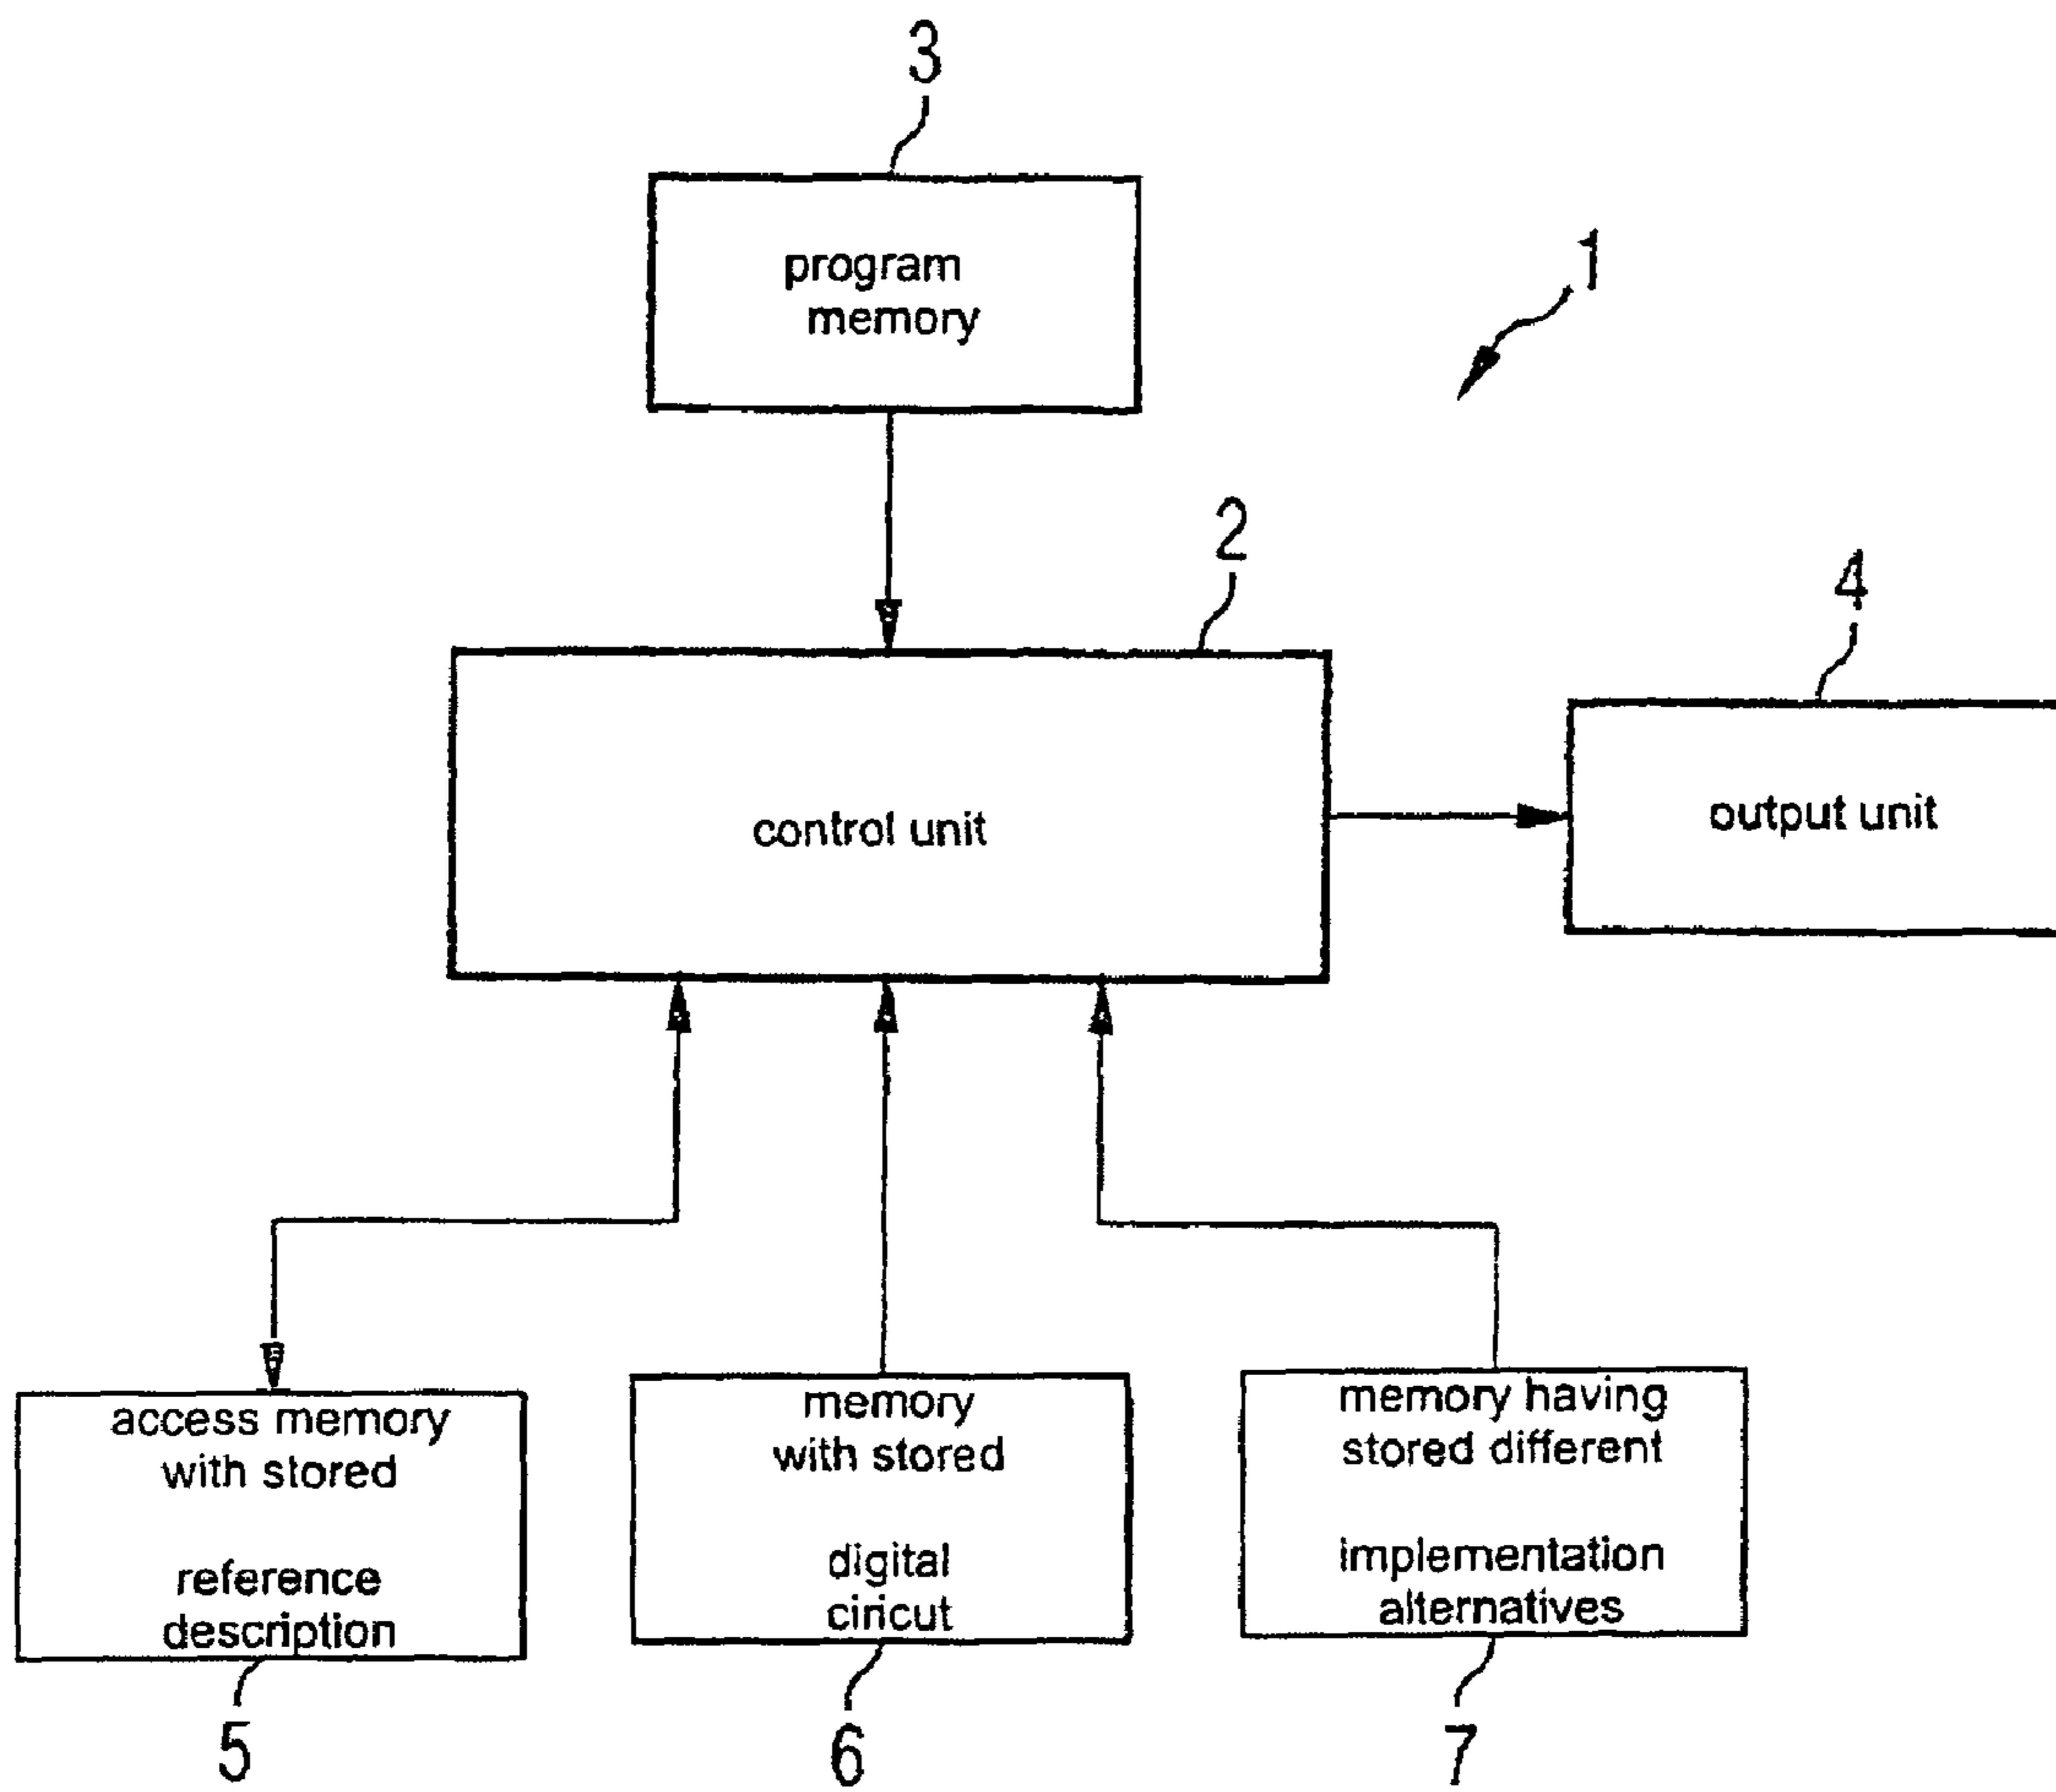 3
program
memory
1
2
control unit
4
output unit
access memory
with stored
reference
description
5
memory
with stored
digital
ciricut
6
memory having
stored different
implementation
alternatives
7